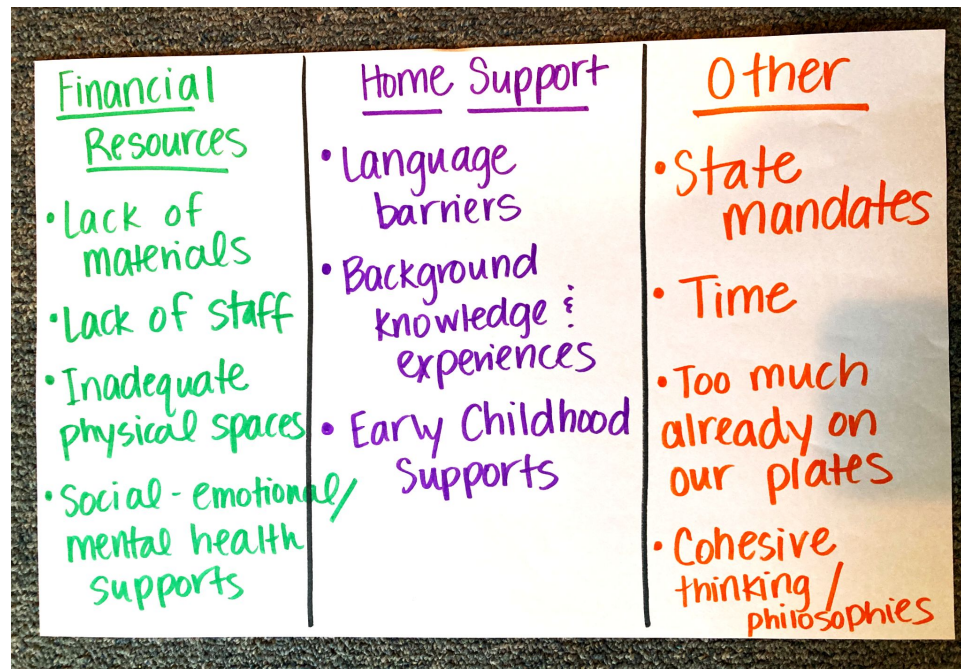 Financial
Resources
• Lack of
materials
• Lack of staff
• Inadequate
physical spaces
• Social-emotional/
mental health
supports
Home Support
• Language
barriers
• Background
knowledge &
experiences
• Early Childhood
Supports
Other
• State
mandates
• Time
• Too much
already on
our plates
• Cohesive
thinking /
philosophies